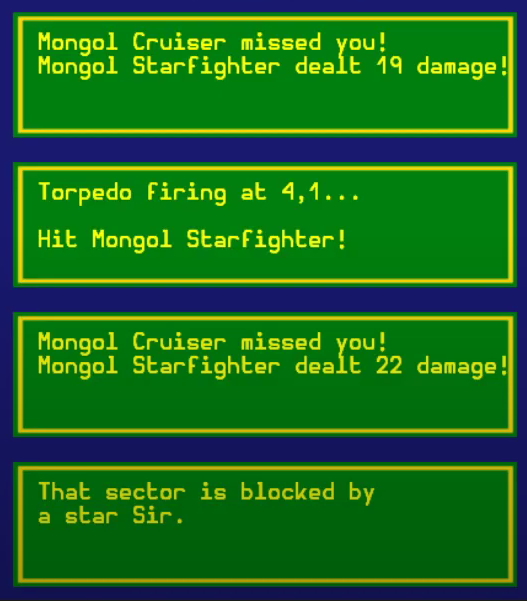 Mongol Cruiser missed you!
Mongol Starfighter dealt 19 damage!
Torpedo firing at 4,1...
Hit Mongol Starfighter!
Mongol Cruiser missed you!
Mongol Starfighter dealt 22 damage!
That sector is blocked by
a star Sir.